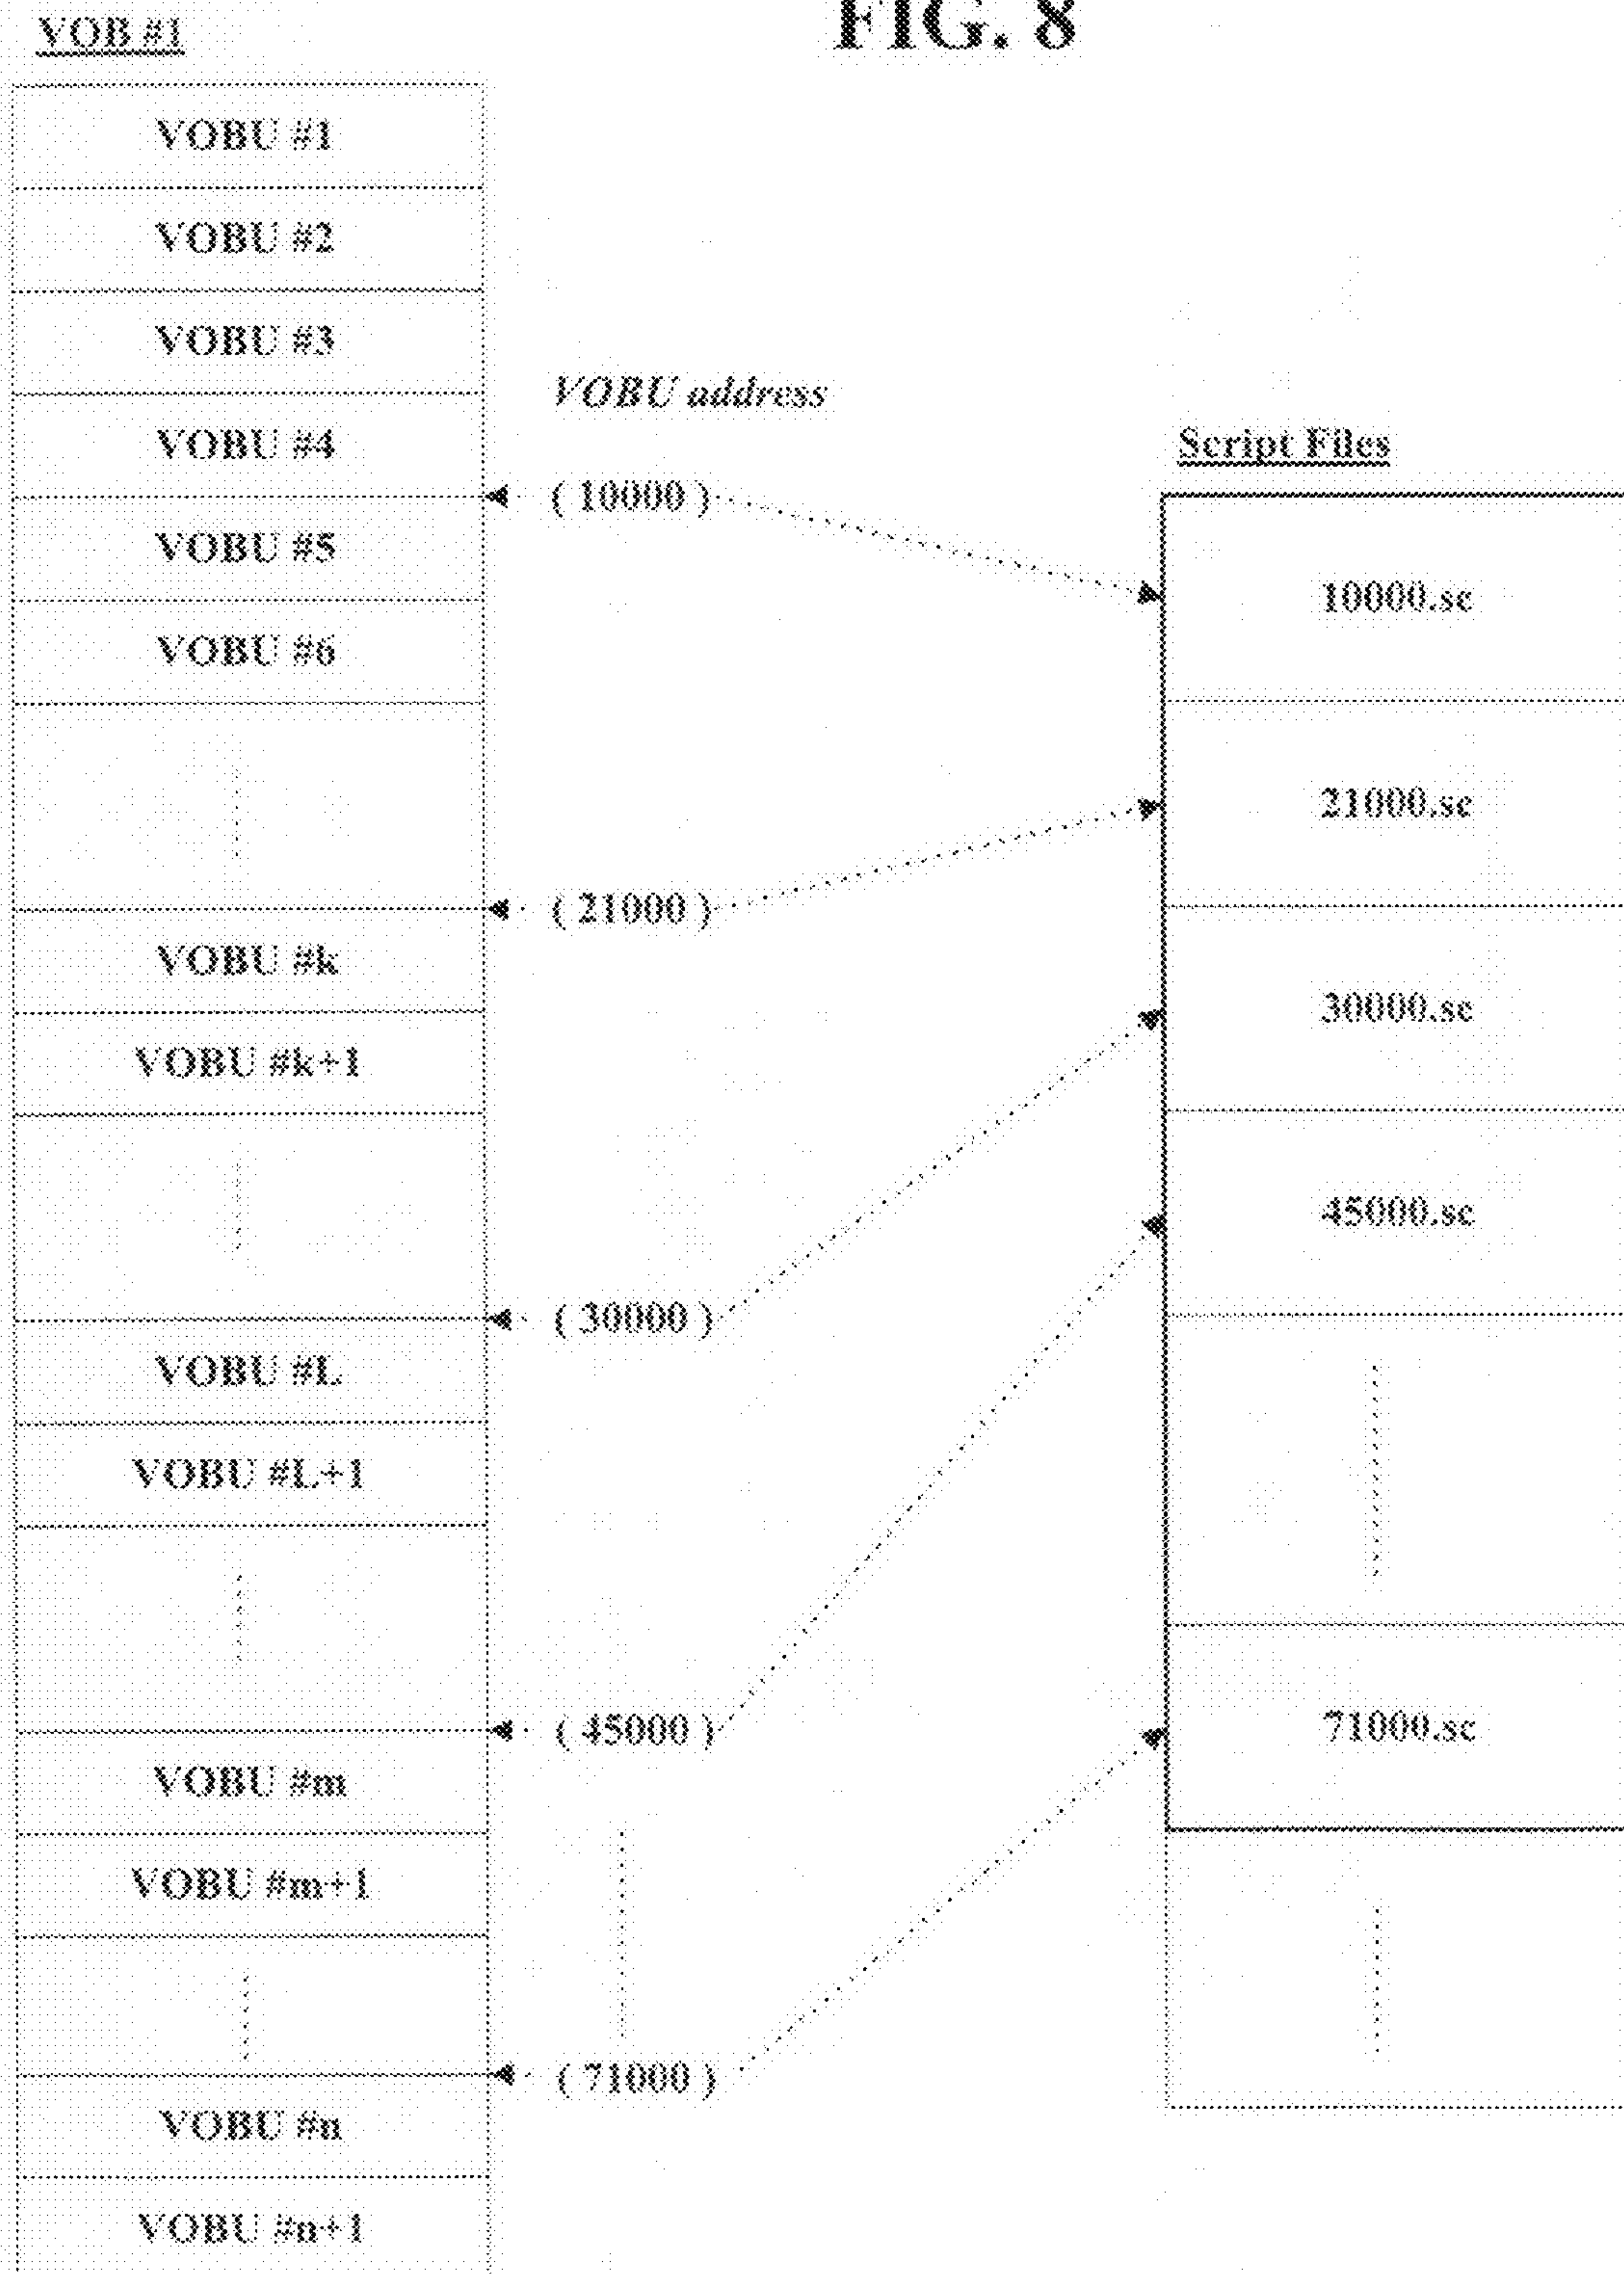 FIG. 8
VOB #1
VOBU #1
VOBU #2
VOBU #3
VOBU #4
VOBU #5
VOBU #6
VOBU #k
VOBU #k+1
VOBU #L
VOBU #L+1
VOBU #m
VOBU #m+1
VOBU #n
VOBU #n+1
VOBU address
( 10000 )
( 21000 )
( 30000 )
( 45000 )
( 71000 )
Script Files
10000.sc
21000.sc
30000.sc
45000.sc
71000.sc